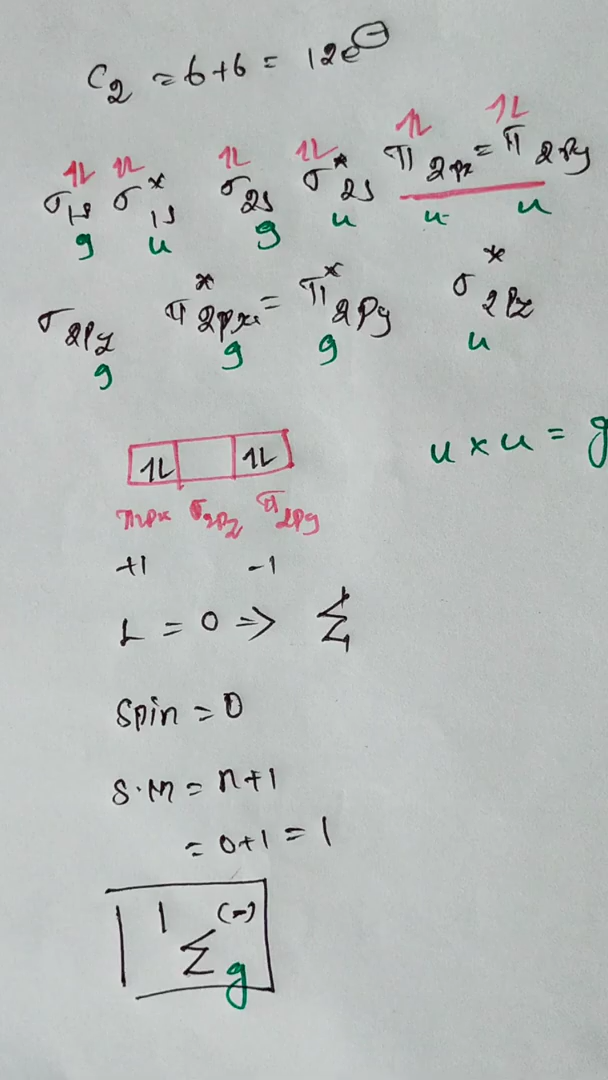 C₂ = 6+6 = 12e⊖
1L 1L 1L 1L 1L 1L
σ1s σ*1s σ2s σ*2s π2px = π2py
g u g u u u
σ2pz π*2px = π*2py σ*2pz
g g g u
u × u = g
1L 1L
π2px σ2pz π2py
+1 -1
L = 0 => Σ
Spin = 0
S.M = n+1
= 0+1 = 1
¹Σg(-)